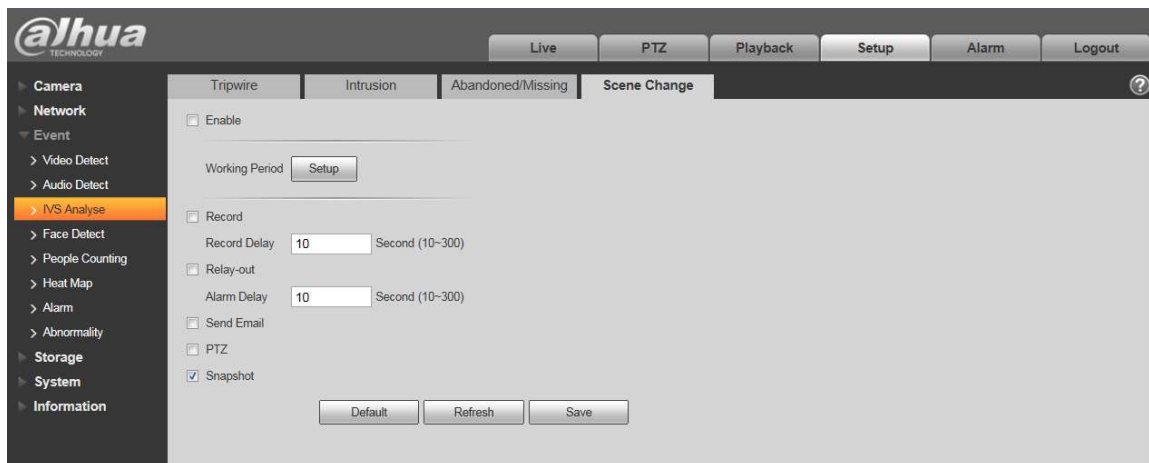 alhua
TECHNOLOGY
Live PTZ Playback Setup Alarm Logout
Camera
Network
Event
> Video Detect
> Audio Detect
> IVS Analyse
> Face Detect
> People Counting
> Heat Map
> Alarm
> Abnormality
Storage
System
Information
Tripwire Intrusion Abandoned/Missing Scene Change
?
Enable
Working Period Setup
Record
Record Delay 10 Second (10~300)
Relay-out
Alarm Delay 10 Second (10~300)
Send Email
PTZ
Snapshot
Default Refresh Save